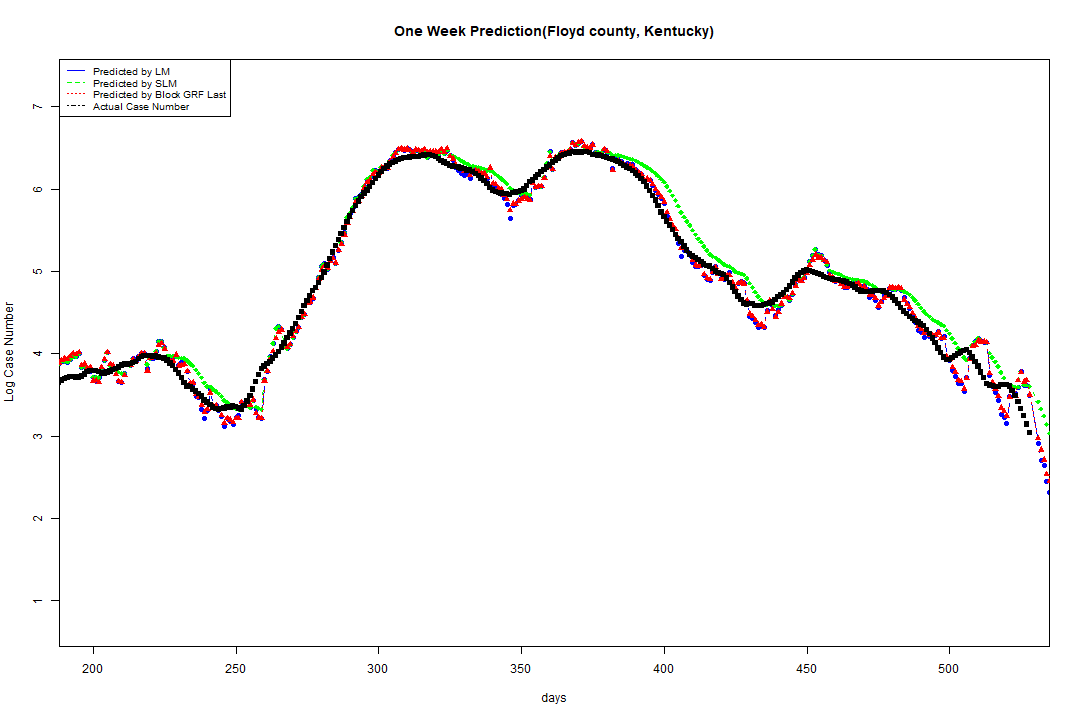 One Week Prediction(Floyd county, Kentucky)
Predicted by LM
Predicted by SLM
Predicted by Block GRF Last
Actual Case Number
7
6
5
4
3
2
1
Log Case Number
200 250 300 350 400 450 500
days